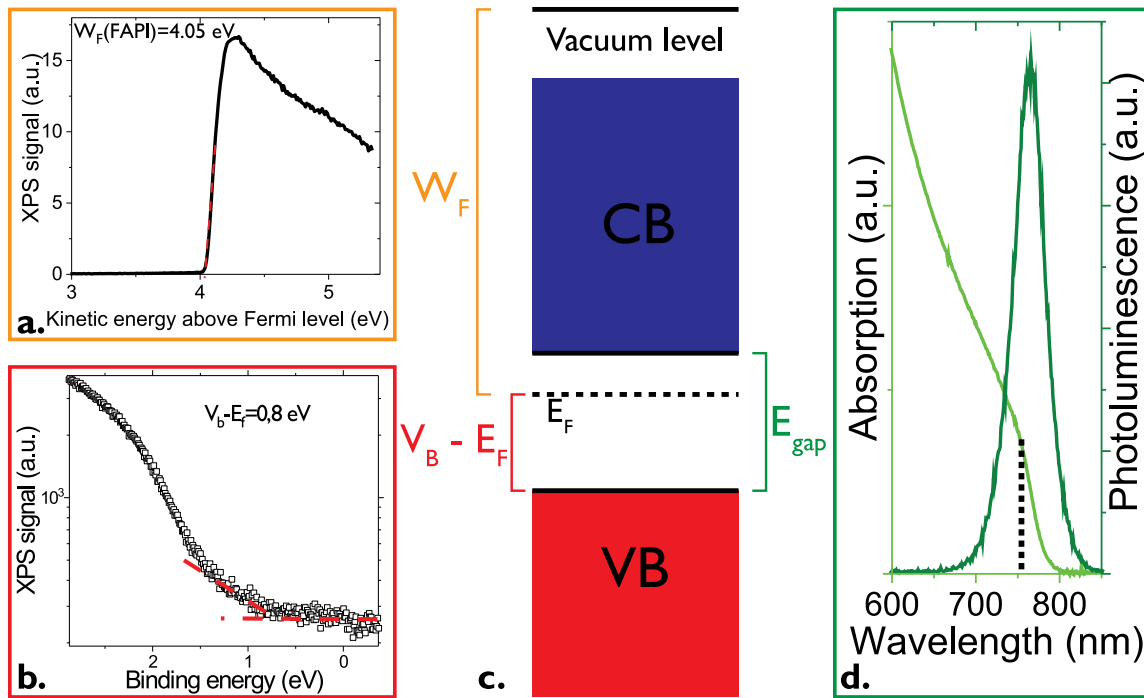 W_F(FAPI)=4.05 eV
XPS signal (a.u.)
15
10
5
0
3
4
5
Kinetic energy above Fermi level (eV)
a.
V_b-E_f=0,8 eV
XPS signal (a.u.)
10^3
2
1
0
Binding energy (eV)
b.
Vacuum level
CB
W_F
E_F
V_B - E_F
E_gap
VB
c.
Absorption (a.u.)
Photoluminescence (a.u.)
600
700
800
Wavelength (nm)
d.